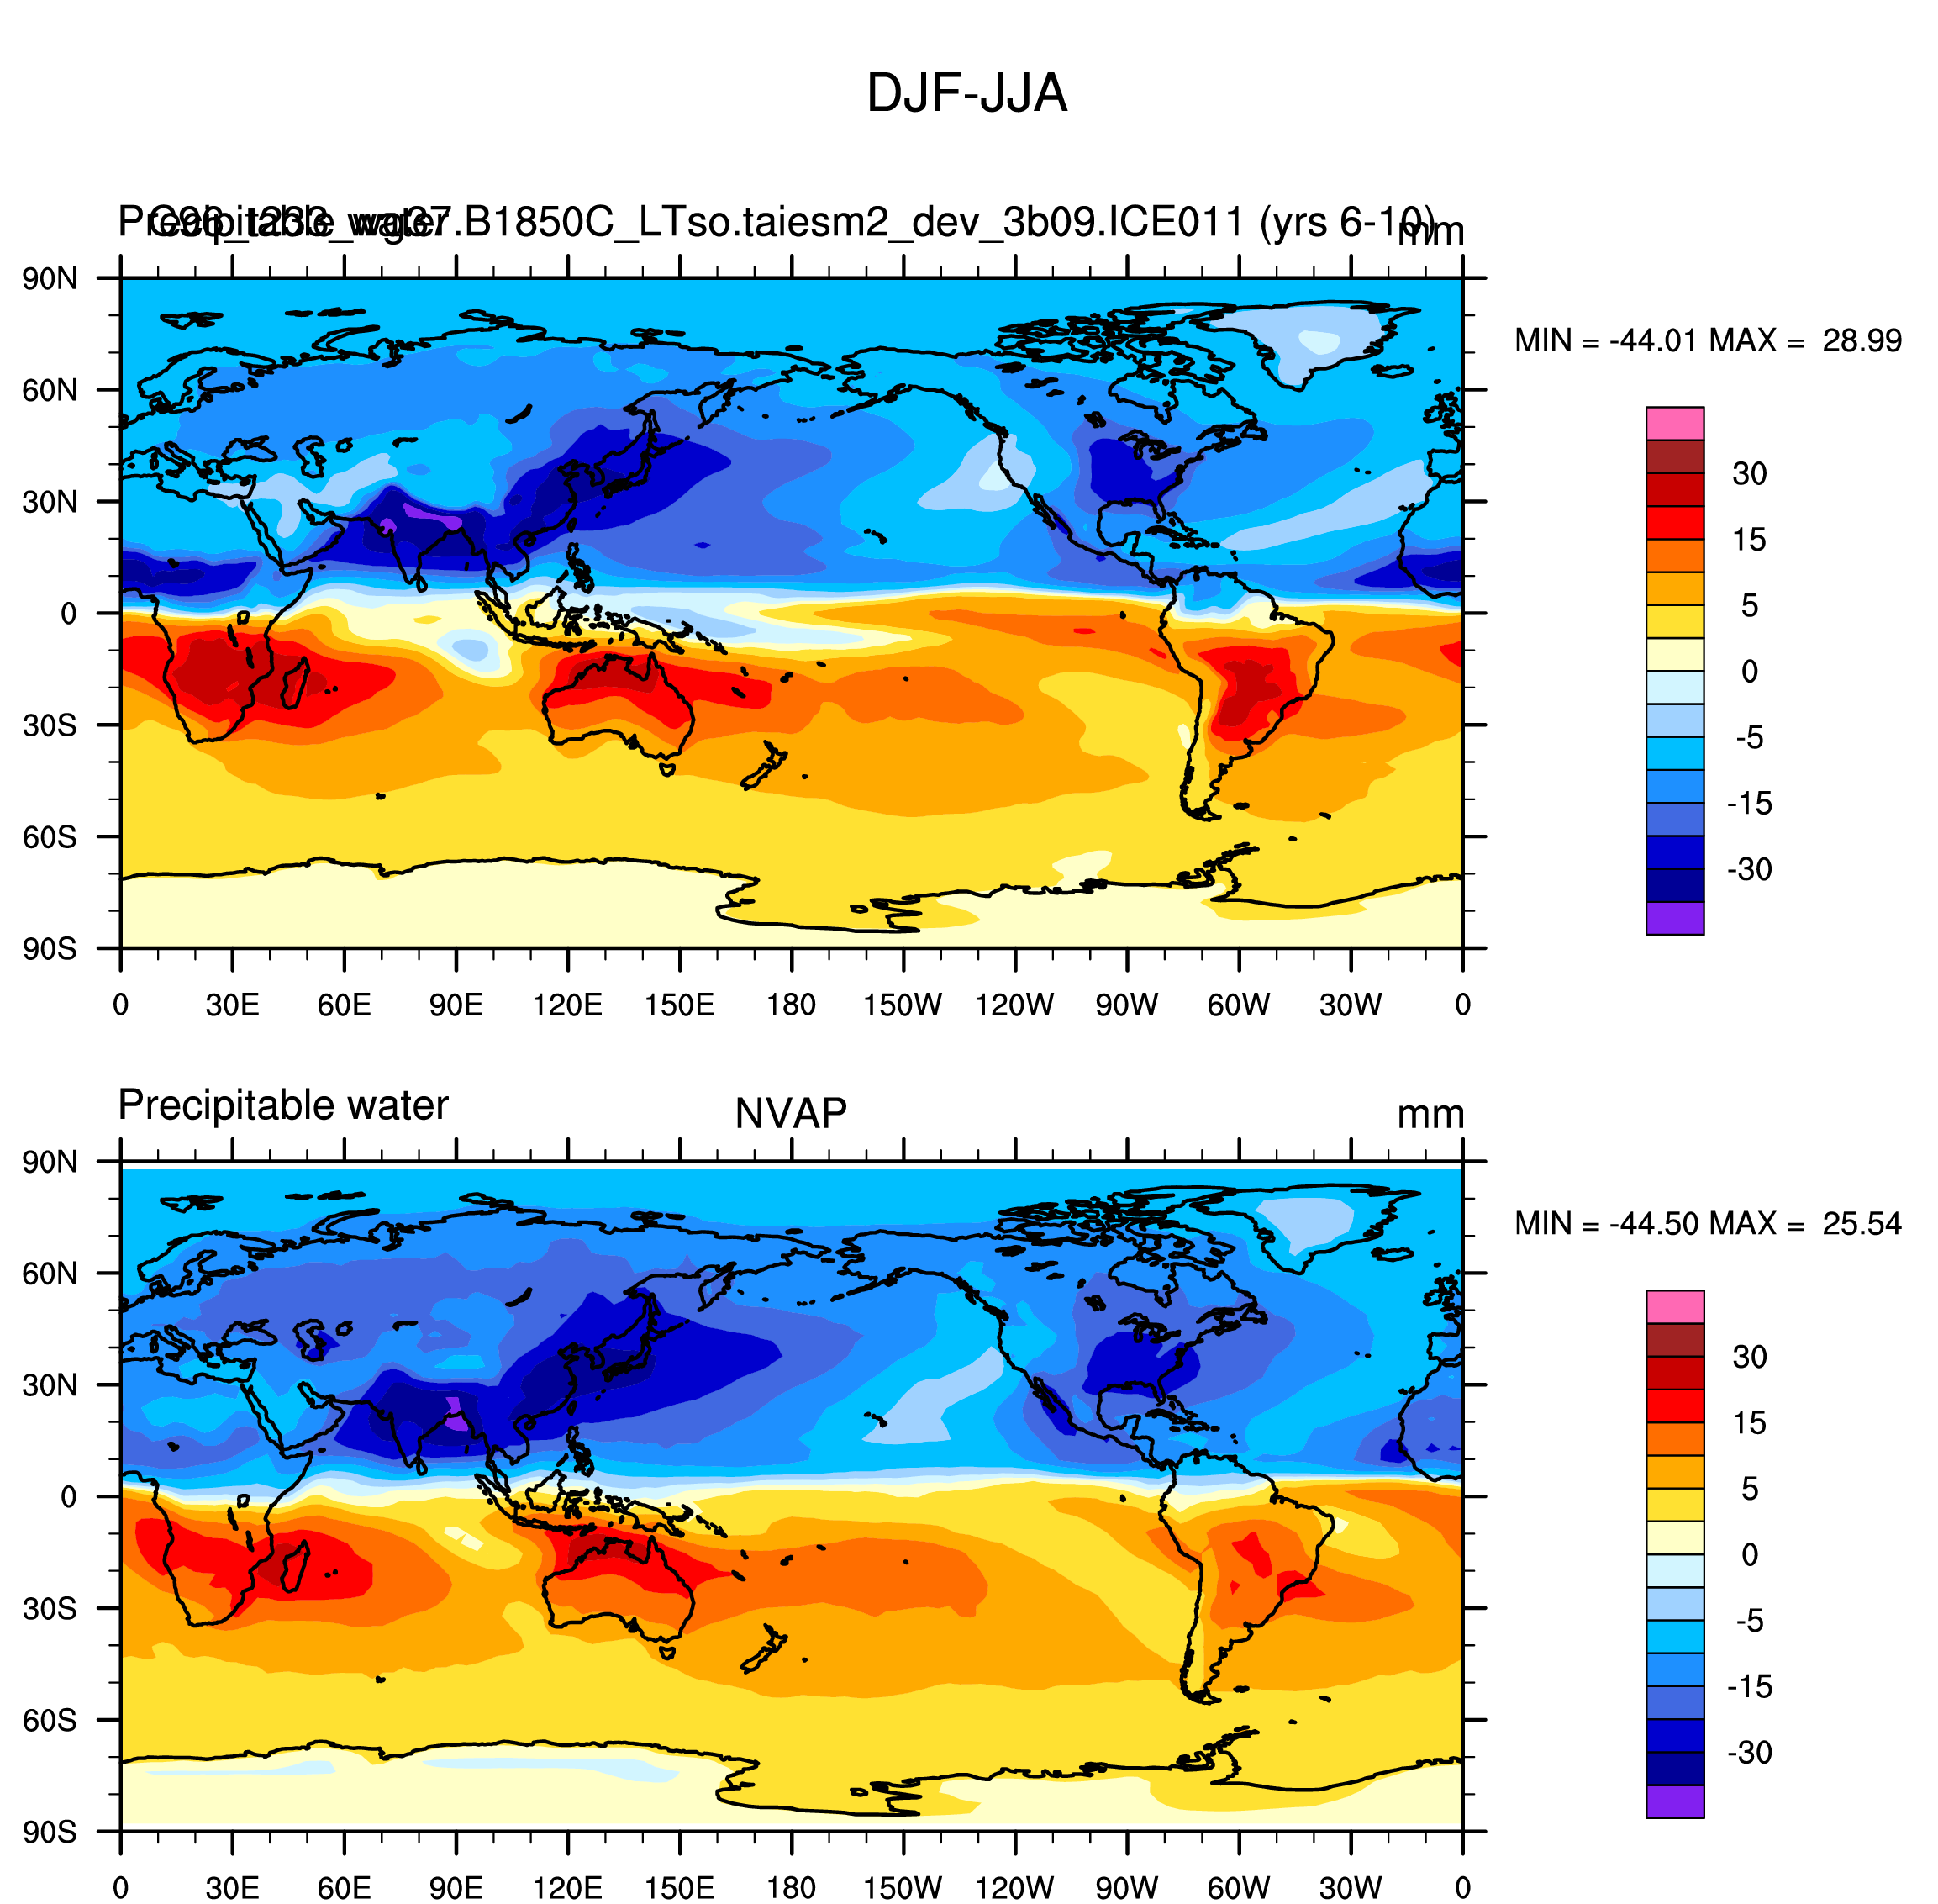 DJF-JJA
Precipitable water .B1850C_LTso.taiesm2_dev_3b09.ICE011 (yrs 6-10) mm
90N
60N
30N
0
30S
60S
90S
0 30E 60E 90E 120E 150E 180 150W 120W 90W 60W 30W 0
MIN = -44.01 MAX = 28.99
30
15
5
0
-5
-15
-30
Precipitable water NVAP mm
90N
60N
30N
0
30S
60S
90S
0 30E 60E 90E 120E 150E 180 150W 120W 90W 60W 30W 0
MIN = -44.50 MAX = 25.54
30
15
5
0
-5
-15
-30